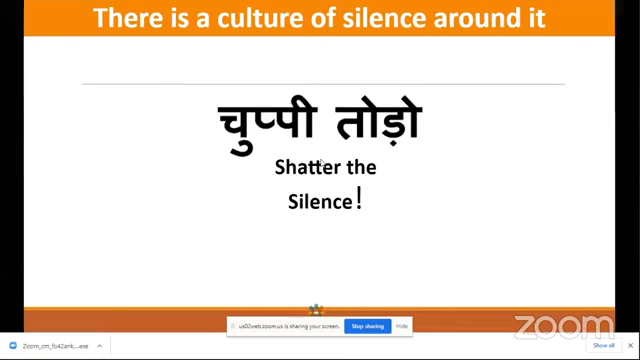 There is a culture of silence around it
चुप्पी तोड़ो
Shatter the
Silence!
us02web.zoom.us is sharing your screen. Stop sharing Hide
zoom
Zoom_cm_fo42ank....exe
Show all